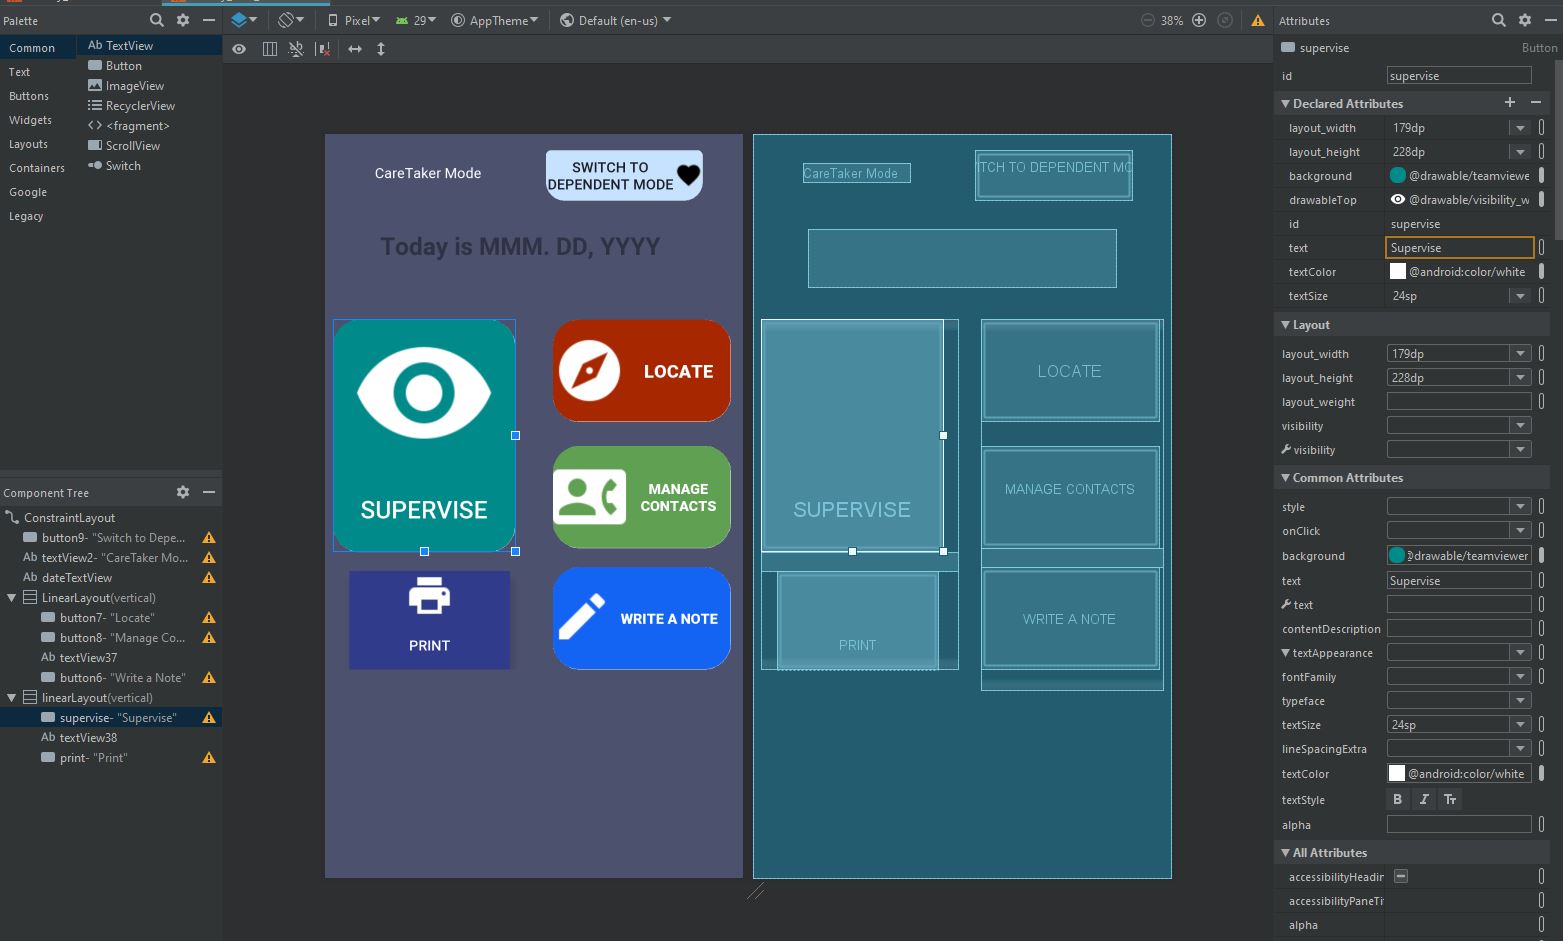 Palette
Pixel
29
AppTheme
Default (en-us)
38%
Attributes
Common
Text
Buttons
Widgets
Layouts
Containers
Google
Legacy
Ab TextView
Button
ImageView
RecyclerView
<fragment>
ScrollView
Switch
CareTaker Mode
SWITCH TO
DEPENDENT MODE
Today is MMM. DD, YYYY
SUPERVISE
LOCATE
MANAGE
CONTACTS
PRINT
WRITE A NOTE
CareTaker Mode
ITCH TO DEPENDENT MO
SUPERVISE
LOCATE
MANAGE CONTACTS
PRINT
WRITE A NOTE
Component Tree
ConstraintLayout
button9- "Switch to Depe...
Ab textView2- "CareTaker Mo...
Ab dateTextView
LinearLayout(vertical)
button7- "Locate"
button8- "Manage Co...
Ab textView37
button6- "Write a Note"
linearLayout(vertical)
supervise- "Supervise"
Ab textView38
print- "Print"
supervise
Button
id supervise
Declared Attributes
layout_width 179dp
layout_height 228dp
background @drawable/teamviewe
drawableTop @drawable/visibility_w
id supervise
text Supervise
textColor @android:color/white
textSize 24sp
Layout
layout_width 179dp
layout_height 228dp
layout_weight
visibility
visibility
Common Attributes
style
onClick
background @drawable/teamviewer
text Supervise
text
contentDescription
textAppearance
fontFamily
typeface
textSize 24sp
lineSpacingExtra
textColor @android:color/white
textStyle B I Tт
alpha
All Attributes
accessibilityHeadin
accessibilityPaneTi
alpha